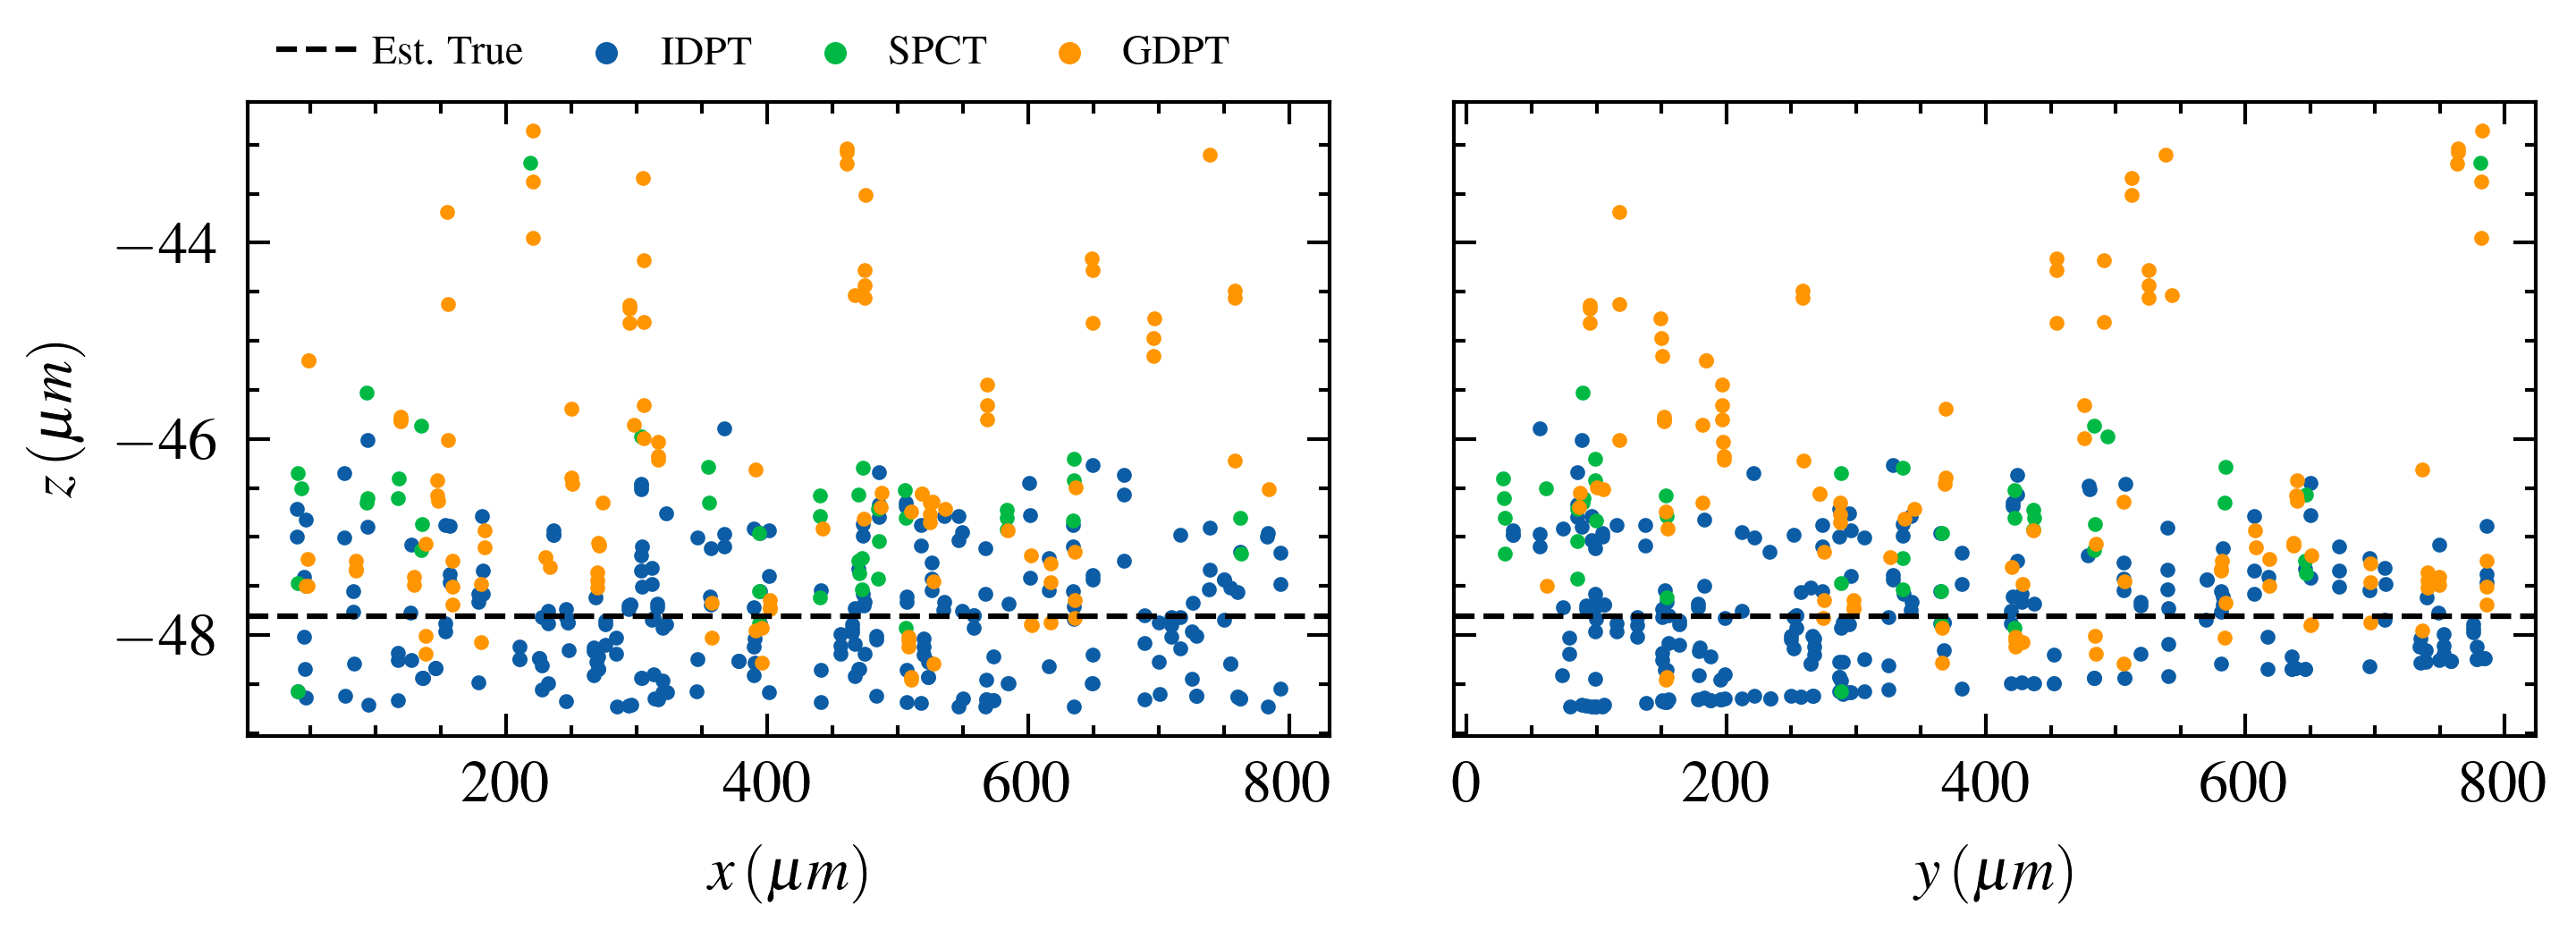 Est. True IDPT SPCT GDPT
−44
−46
−48
z (μm)
200 400 600 800
0 200 400 600 800
x (μm)
y (μm)